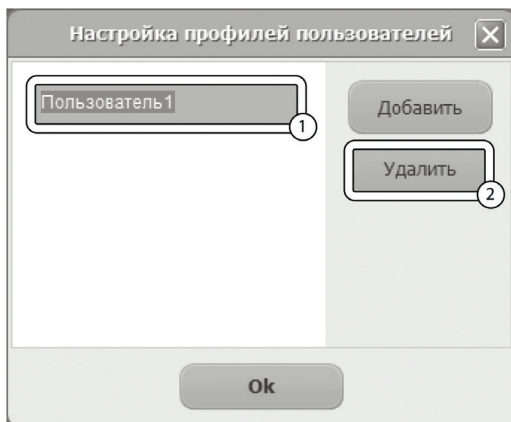 Настройка профилей пользователей
Пользователь1
1
Добавить
Удалить
2
Ok